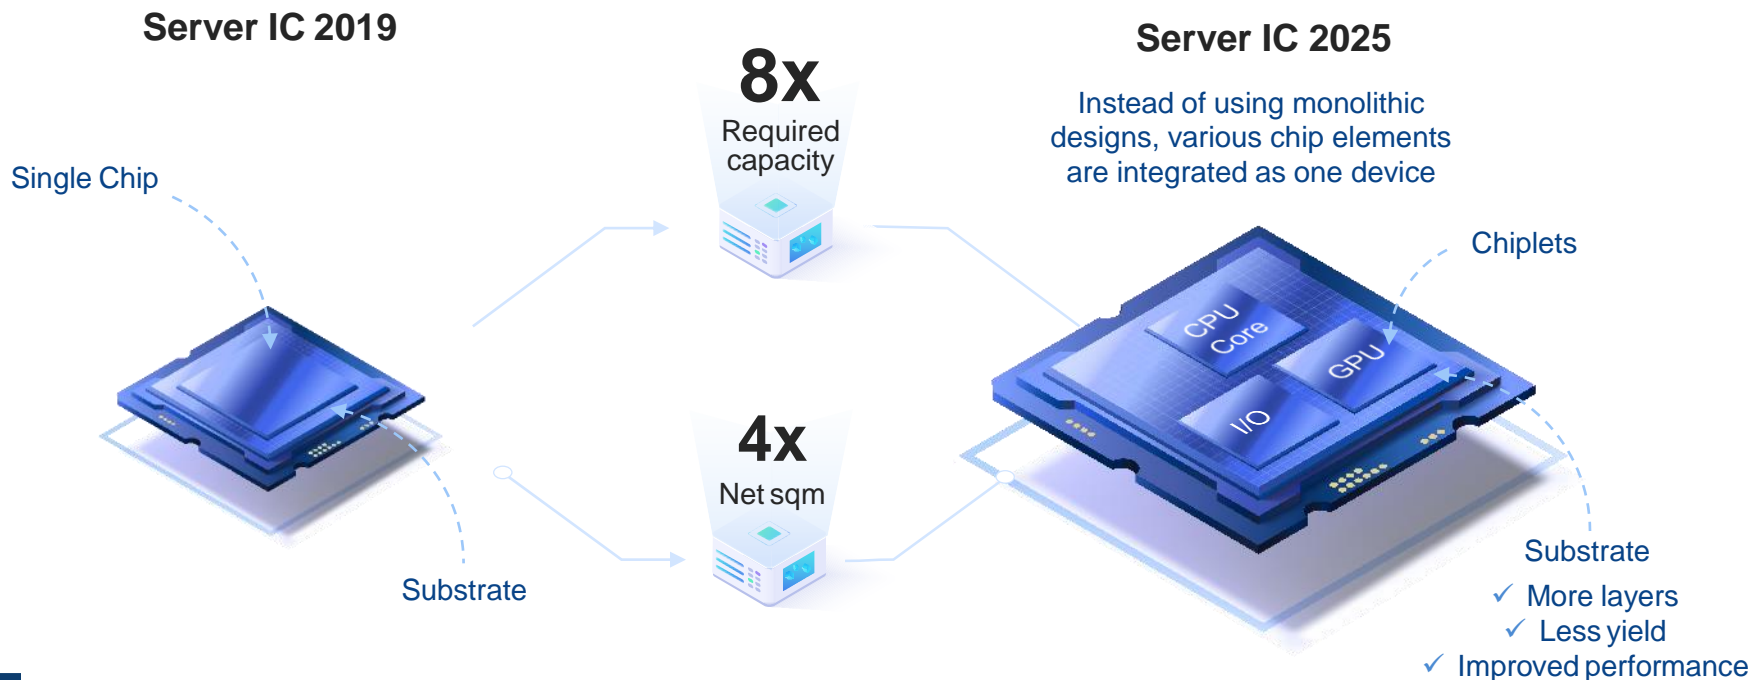 Server IC 2019
Single Chip
Substrate
8x
Required
capacity
4x
Net sqm
Server IC 2025
Instead of using monolithic
designs, various chip elements
are integrated as one device
Chiplets
CPU
Core
GPU
I/O
Substrate
✓ More layers
✓ Less yield
✓ Improved performance